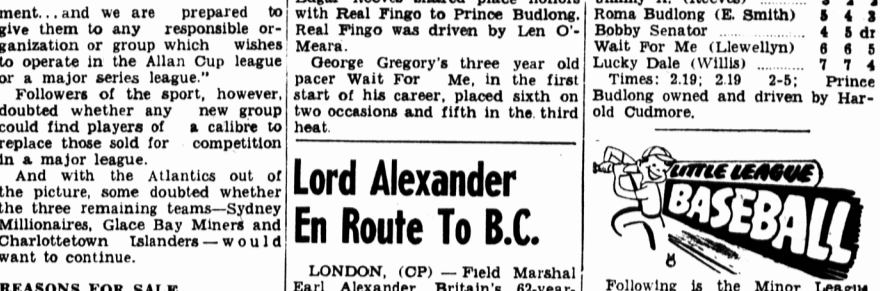 ment...and we are prepared to
give them to any responsible or-
ganization or group which wishes
to operate in the Allan Cup league
or a major series league."
Followers of the sport, however,
doubted whether any new group
could find players of a calibre to
replace those sold for competition
in a major league.
And with the Atlantics out of
the picture, some doubted whether
the three remaining teams—Sydney
Millionaires, Glace Bay Miners and
Charlottetown Islanders — would
want to continue.
REASONS FOR SALE
with Real Fingo to Prince Budlong.
Real Fingo was driven by Len O'-
Meara.
George Gregory's three year old
pacer Wait For Me, in the first
start of his career, placed sixth on
two occasions and fifth in the third
heat.
Lord Alexander
En Route To B.C.
LONDON, (CP) — Field Marshal
Earl Alexander, Britain's 62-year-
Roma Budlong (E. Smith) 5 4 3
Bobby Senator 4 5 dr
Wait For Me (Llewellyn) 6 6 5
Lucky Dale (Willis) 7 7 4
Times: 2.19; 2.19 2-5; Prince
Budlong owned and driven by Har-
old Cudmore.
LITTLE LEAGUE
BASEBALL
Following is the Minor League